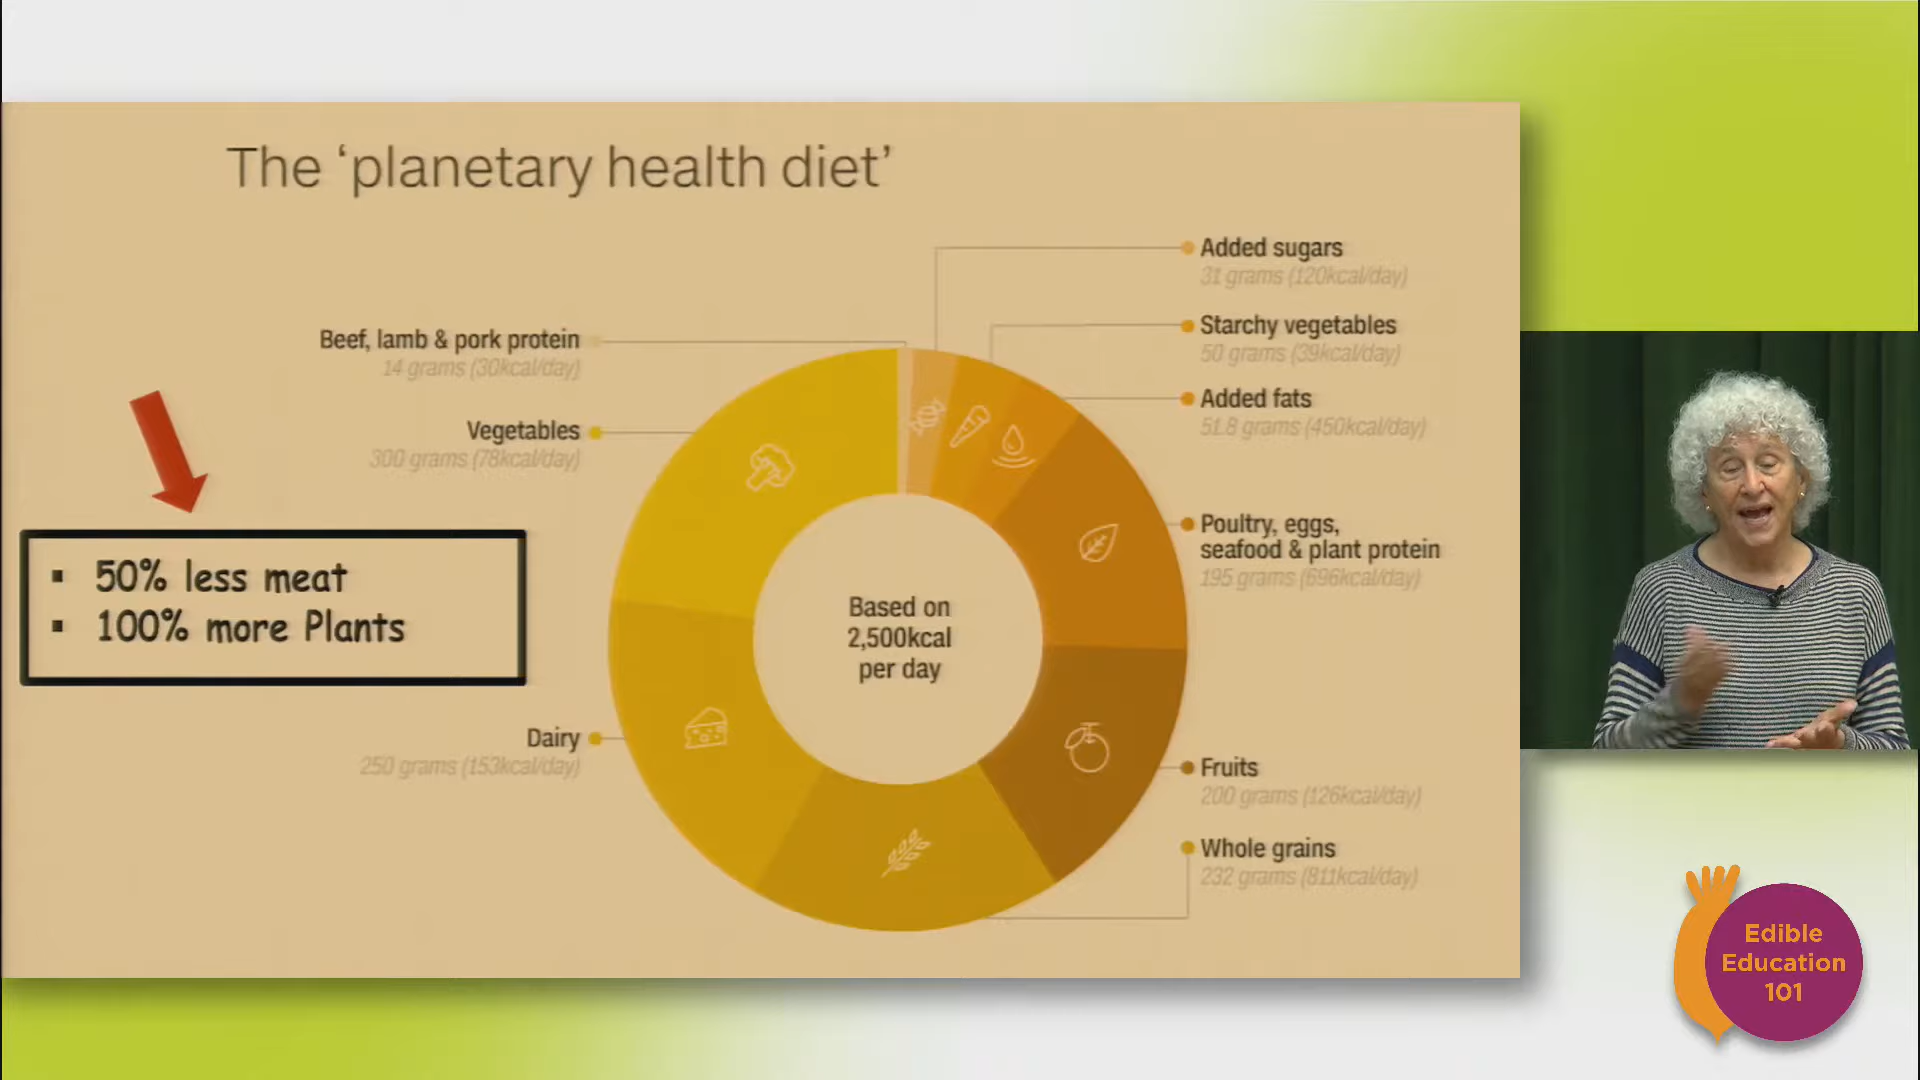 The ‘planetary health diet’
Added sugars
31 grams (120kcal/day)
Starchy vegetables
50 grams (39kcal/day)
Beef, lamb & pork protein
14 grams (30kcal/day)
Added fats
51.8 grams (450kcal/day)
Vegetables
300 grams (78kcal/day)
Poultry, eggs,
seafood & plant protein
195 grams (696kcal/day)
▪ 50% less meat
▪ 100% more Plants
Based on
2,500kcal
per day
Dairy
250 grams (153kcal/day)
Fruits
200 grams (126kcal/day)
Whole grains
232 grams (811kcal/day)
Edible
Education
101